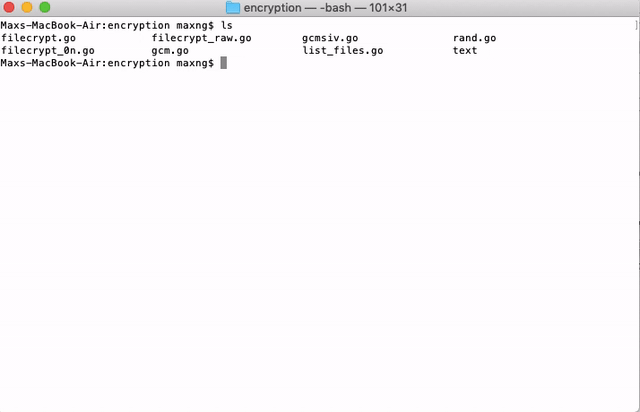 encryption — -bash — 101×31
Maxs-MacBook-Air:encryption maxng$ ls
filecrypt.go filecrypt_raw.go gcmsiv.go rand.go
filecrypt_0n.go gcm.go list_files.go text
Maxs-MacBook-Air:encryption maxng$